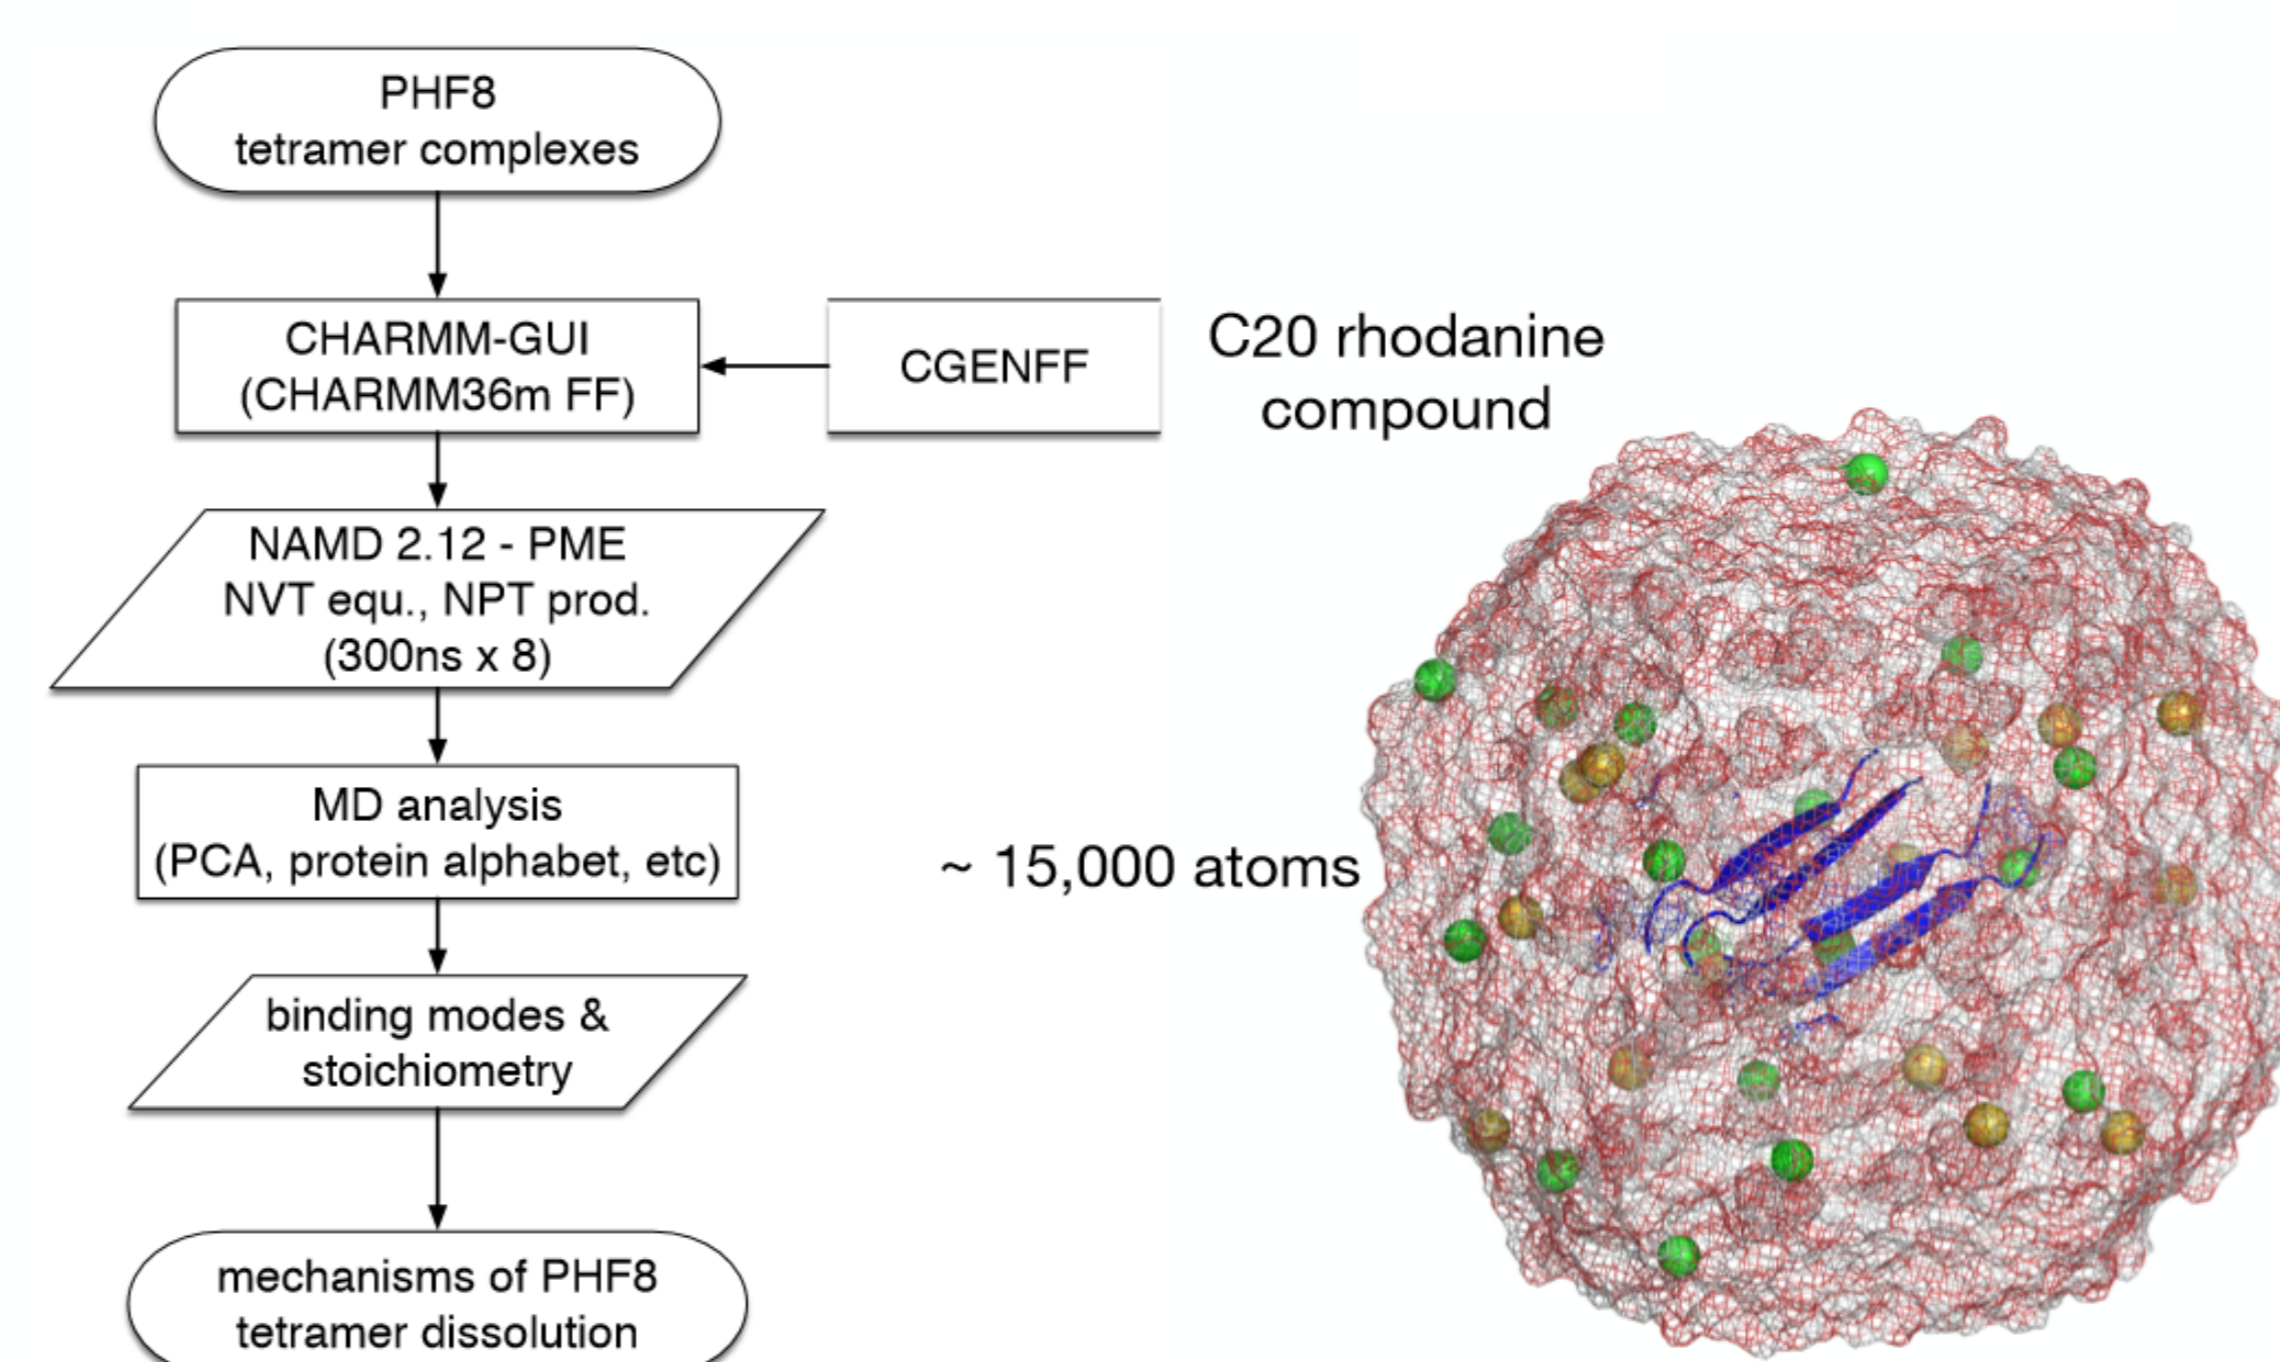 PHF8
tetramer complexes
CHARMM-GUI
(CHARMM36m FF)
CGENFF
C20 rhodanine
compound
NAMD 2.12 - PME
NVT equ., NPT prod.
(300ns x 8)
MD analysis
(PCA, protein alphabet, etc)
~ 15,000 atoms
binding modes &
stoichiometry
mechanisms of PHF8
tetramer dissolution